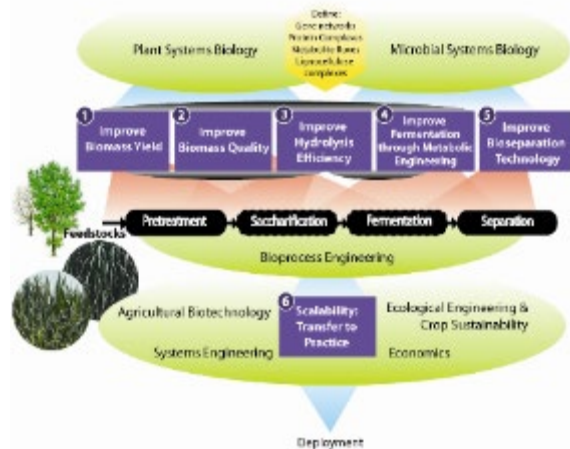 Define:
Gene networks
Protein Complexes
Metabolite fluxes
Lignocellulose
complexes
Plant Systems Biology
Microbial Systems Biology
1
Improve
Biomass Yield
2
Improve
Biomass Quality
3
Improve
Hydrolysis
Efficiency
4
Improve
Fermentation
through Metabolic
Engineering
5
Improve
Bioseparation
Technology
Feedstocks
Pretreatment
Saccharification
Fermentation
Separation
Bioprocess Engineering
Agricultural Biotechnology
Systems Engineering
6
Scalability:
Transfer to
Practice
Ecological Engineering &
Crop Sustainability
Economics
Deployment